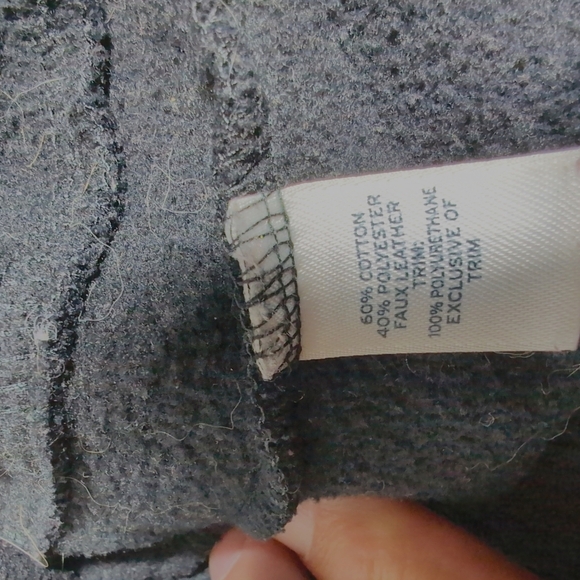 60% COTTON
40% POLYESTER
FAUX LEATHER
TRIM:
100% POLYURETHANE
EXCLUSIVE OF
TRIM